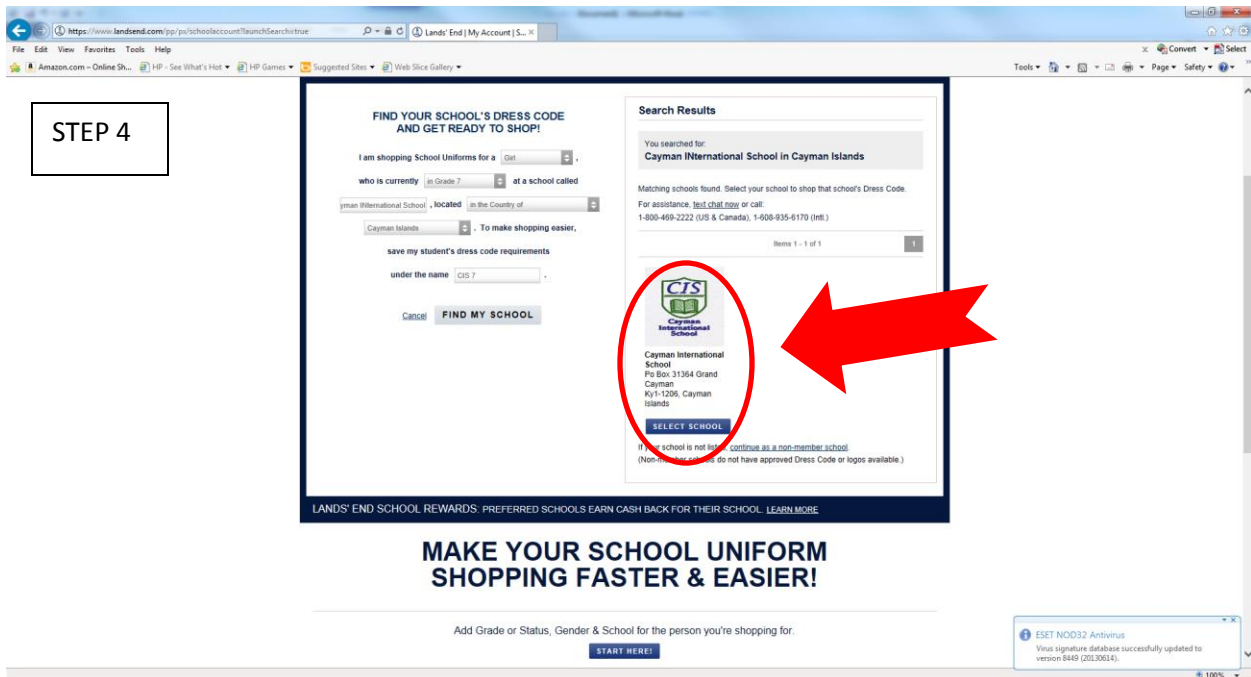 https://www.landsend.com/pp/px/schoolaccount?launchSearch=true
Lands' End | My Account | S...
File Edit View Favorites Tools Help
Convert Select
Amazon.com – Online Sh... HP - See What's Hot HP Games Suggested Sites Web Slice Gallery
Tools Page Safety
STEP 4
FIND YOUR SCHOOL'S DRESS CODE
AND GET READY TO SHOP!
I am shopping School Uniforms for a Girl ,
who is currently in Grade 7 at a school called
yman INternational School , located in the Country of
Cayman Islands . To make shopping easier,
save my student's dress code requirements
under the name CIS 7 .
Cancel FIND MY SCHOOL
Search Results
You searched for:
Cayman INternational School in Cayman Islands
Matching schools found. Select your school to shop that school's Dress Code.
For assistance, text chat now or call:
1-800-469-2222 (US & Canada), 1-608-935-6170 (Intl.)
Items 1 - 1 of 1 1
CIS
Cayman
International
School
Cayman International
School
Po Box 31364 Grand
Cayman
Ky1-1206, Cayman
Islands
SELECT SCHOOL
If your school is not listed, continue as a non-member school.
(Non-member schools do not have approved Dress Code or logos available.)
LANDS' END SCHOOL REWARDS: PREFERRED SCHOOLS EARN CASH BACK FOR THEIR SCHOOL. LEARN MORE
MAKE YOUR SCHOOL UNIFORM
SHOPPING FASTER & EASIER!
Add Grade or Status, Gender & School for the person you're shopping for.
START HERE!
ESET NOD32 Antivirus
Virus signature database successfully updated to
version 8449 (20130614).
100%